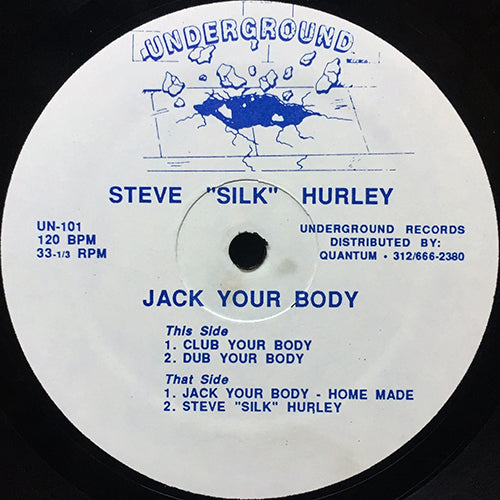 UNDERGROUND
STEVE "SILK" HURLEY
UN-101
120 BPM
33-1/3 RPM
UNDERGROUND RECORDS
DISTRIBUTED BY:
QUANTUM • 312/666-2380
JACK YOUR BODY
This Side
1. CLUB YOUR BODY
2. DUB YOUR BODY
That Side
1. JACK YOUR BODY - HOME MADE
2. STEVE "SILK" HURLEY